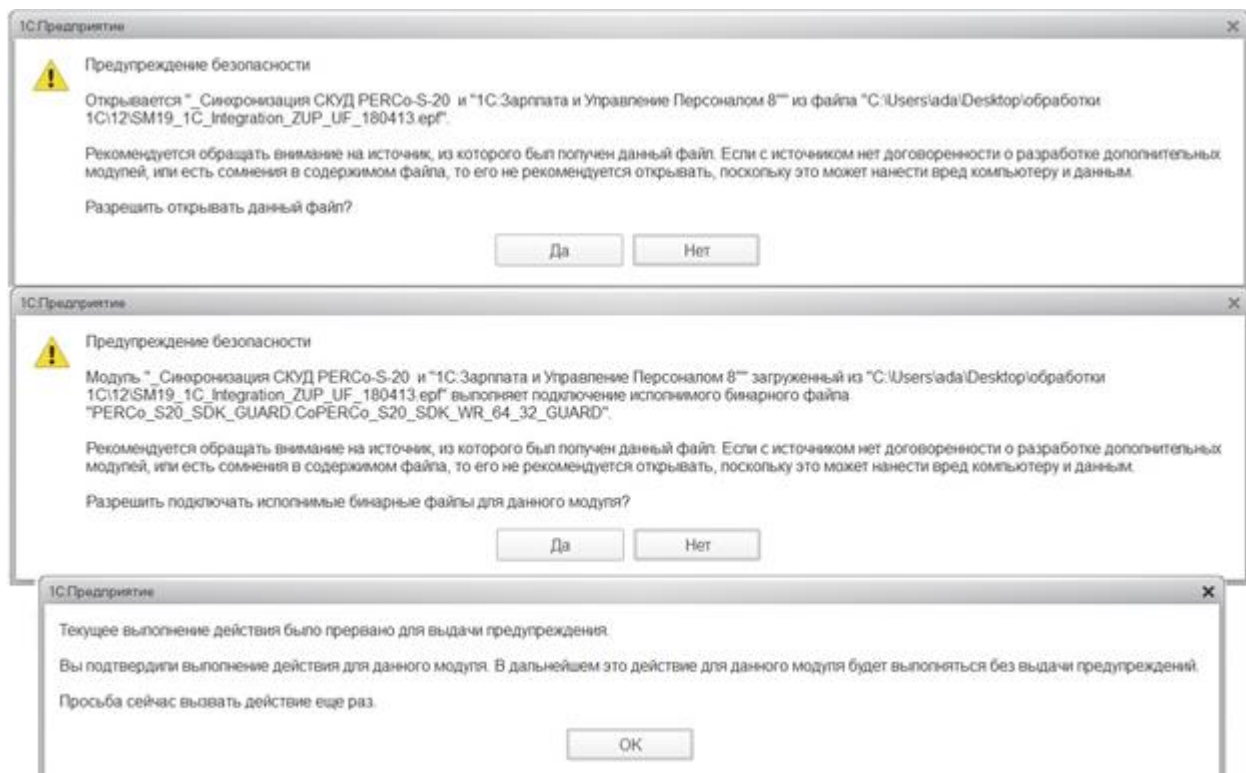 1С:Предприятие
Предупреждение безопасности
Открывается "_Синхронизация СКУД PERCo-S-20 и "1С:Зарплата и Управление Персоналом 8"" из файла "C:\Users\ada\Desktop\обработки
1С\12\SM19_1C_Integration_ZUP_UF_180413.epf".
Рекомендуется обращать внимание на источник, из которого был получен данный файл. Если с источником нет договоренности о разработке дополнительных
модулей, или есть сомнения в содержимом файла, то его не рекомендуется открывать, поскольку это может нанести вред компьютеру и данным.
Разрешить открывать данный файл?
Да Нет
1С:Предприятие
Предупреждение безопасности
Модуль "_Синхронизация СКУД PERCo-S-20 и "1С:Зарплата и Управление Персоналом 8"" загруженный из "C:\Users\ada\Desktop\обработки
1С\12\SM19_1C_Integration_ZUP_UF_180413.epf" выполняет подключение исполнимого бинарного файла
"PERCo_S20_SDK_GUARD.CoPERCo_S20_SDK_WR_64_32_GUARD".
Рекомендуется обращать внимание на источник, из которого был получен данный файл. Если с источником нет договоренности о разработке дополнительных
модулей, или есть сомнения в содержимом файла, то его не рекомендуется открывать, поскольку это может нанести вред компьютеру и данным.
Разрешить подключать исполнимые бинарные файлы для данного модуля?
Да Нет
1С:Предприятие
Текущее выполнение действия было прервано для выдачи предупреждения.
Вы подтвердили выполнение действия для данного модуля. В дальнейшем это действие для данного модуля будет выполняться без выдачи предупреждений.
Просьба сейчас вызвать действие еще раз.
OK